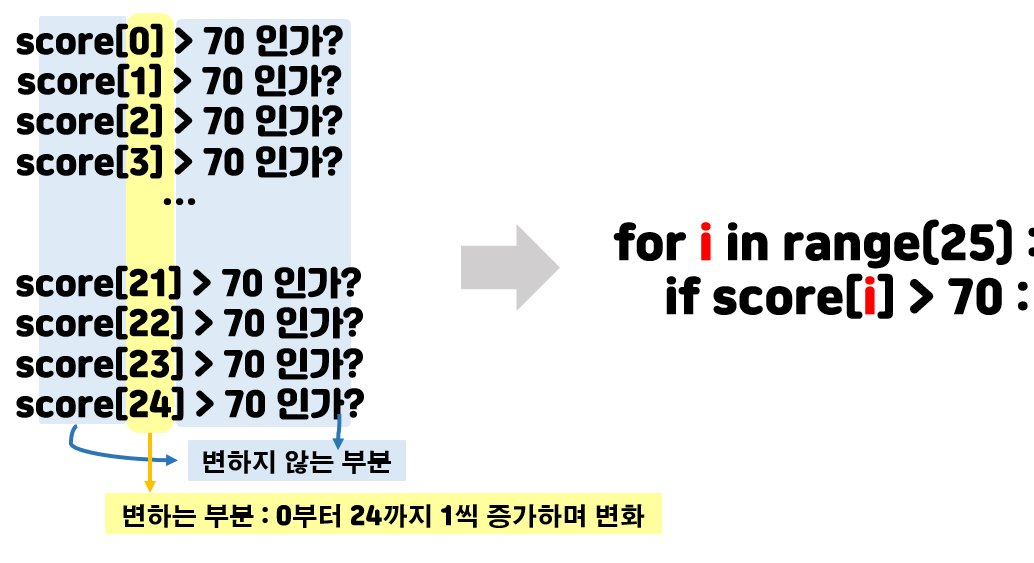 score[0] > 70 인가?
score[1] > 70 인가?
score[2] > 70 인가?
score[3] > 70 인가?
...
score[21] > 70 인가?
score[22] > 70 인가?
score[23] > 70 인가?
score[24] > 70 인가?
변하지 않는 부분
변하는 부분 : 0부터 24까지 1씩 증가하며 변화
for i in range(25) :
if score[i] > 70 :